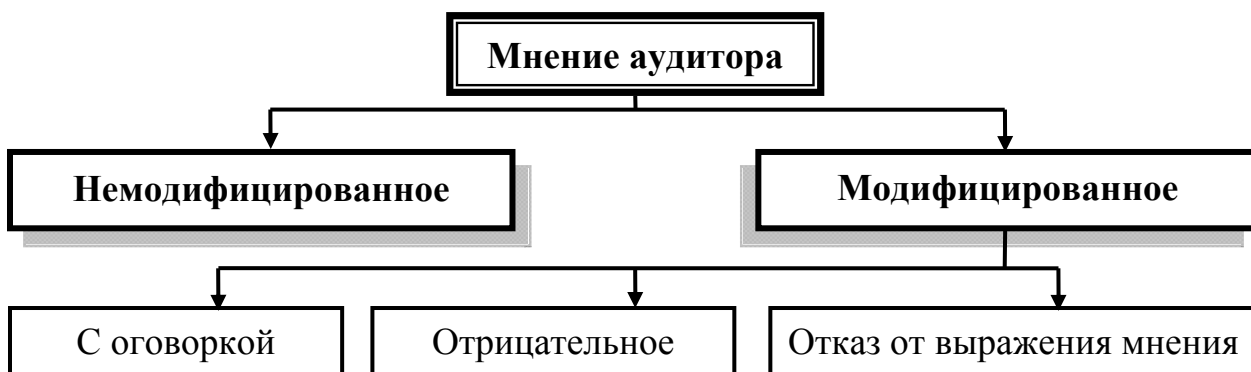 Мнение аудитора
Немодифицированное
Модифицированное
С оговоркой
Отрицательное
Отказ от выражения мнения